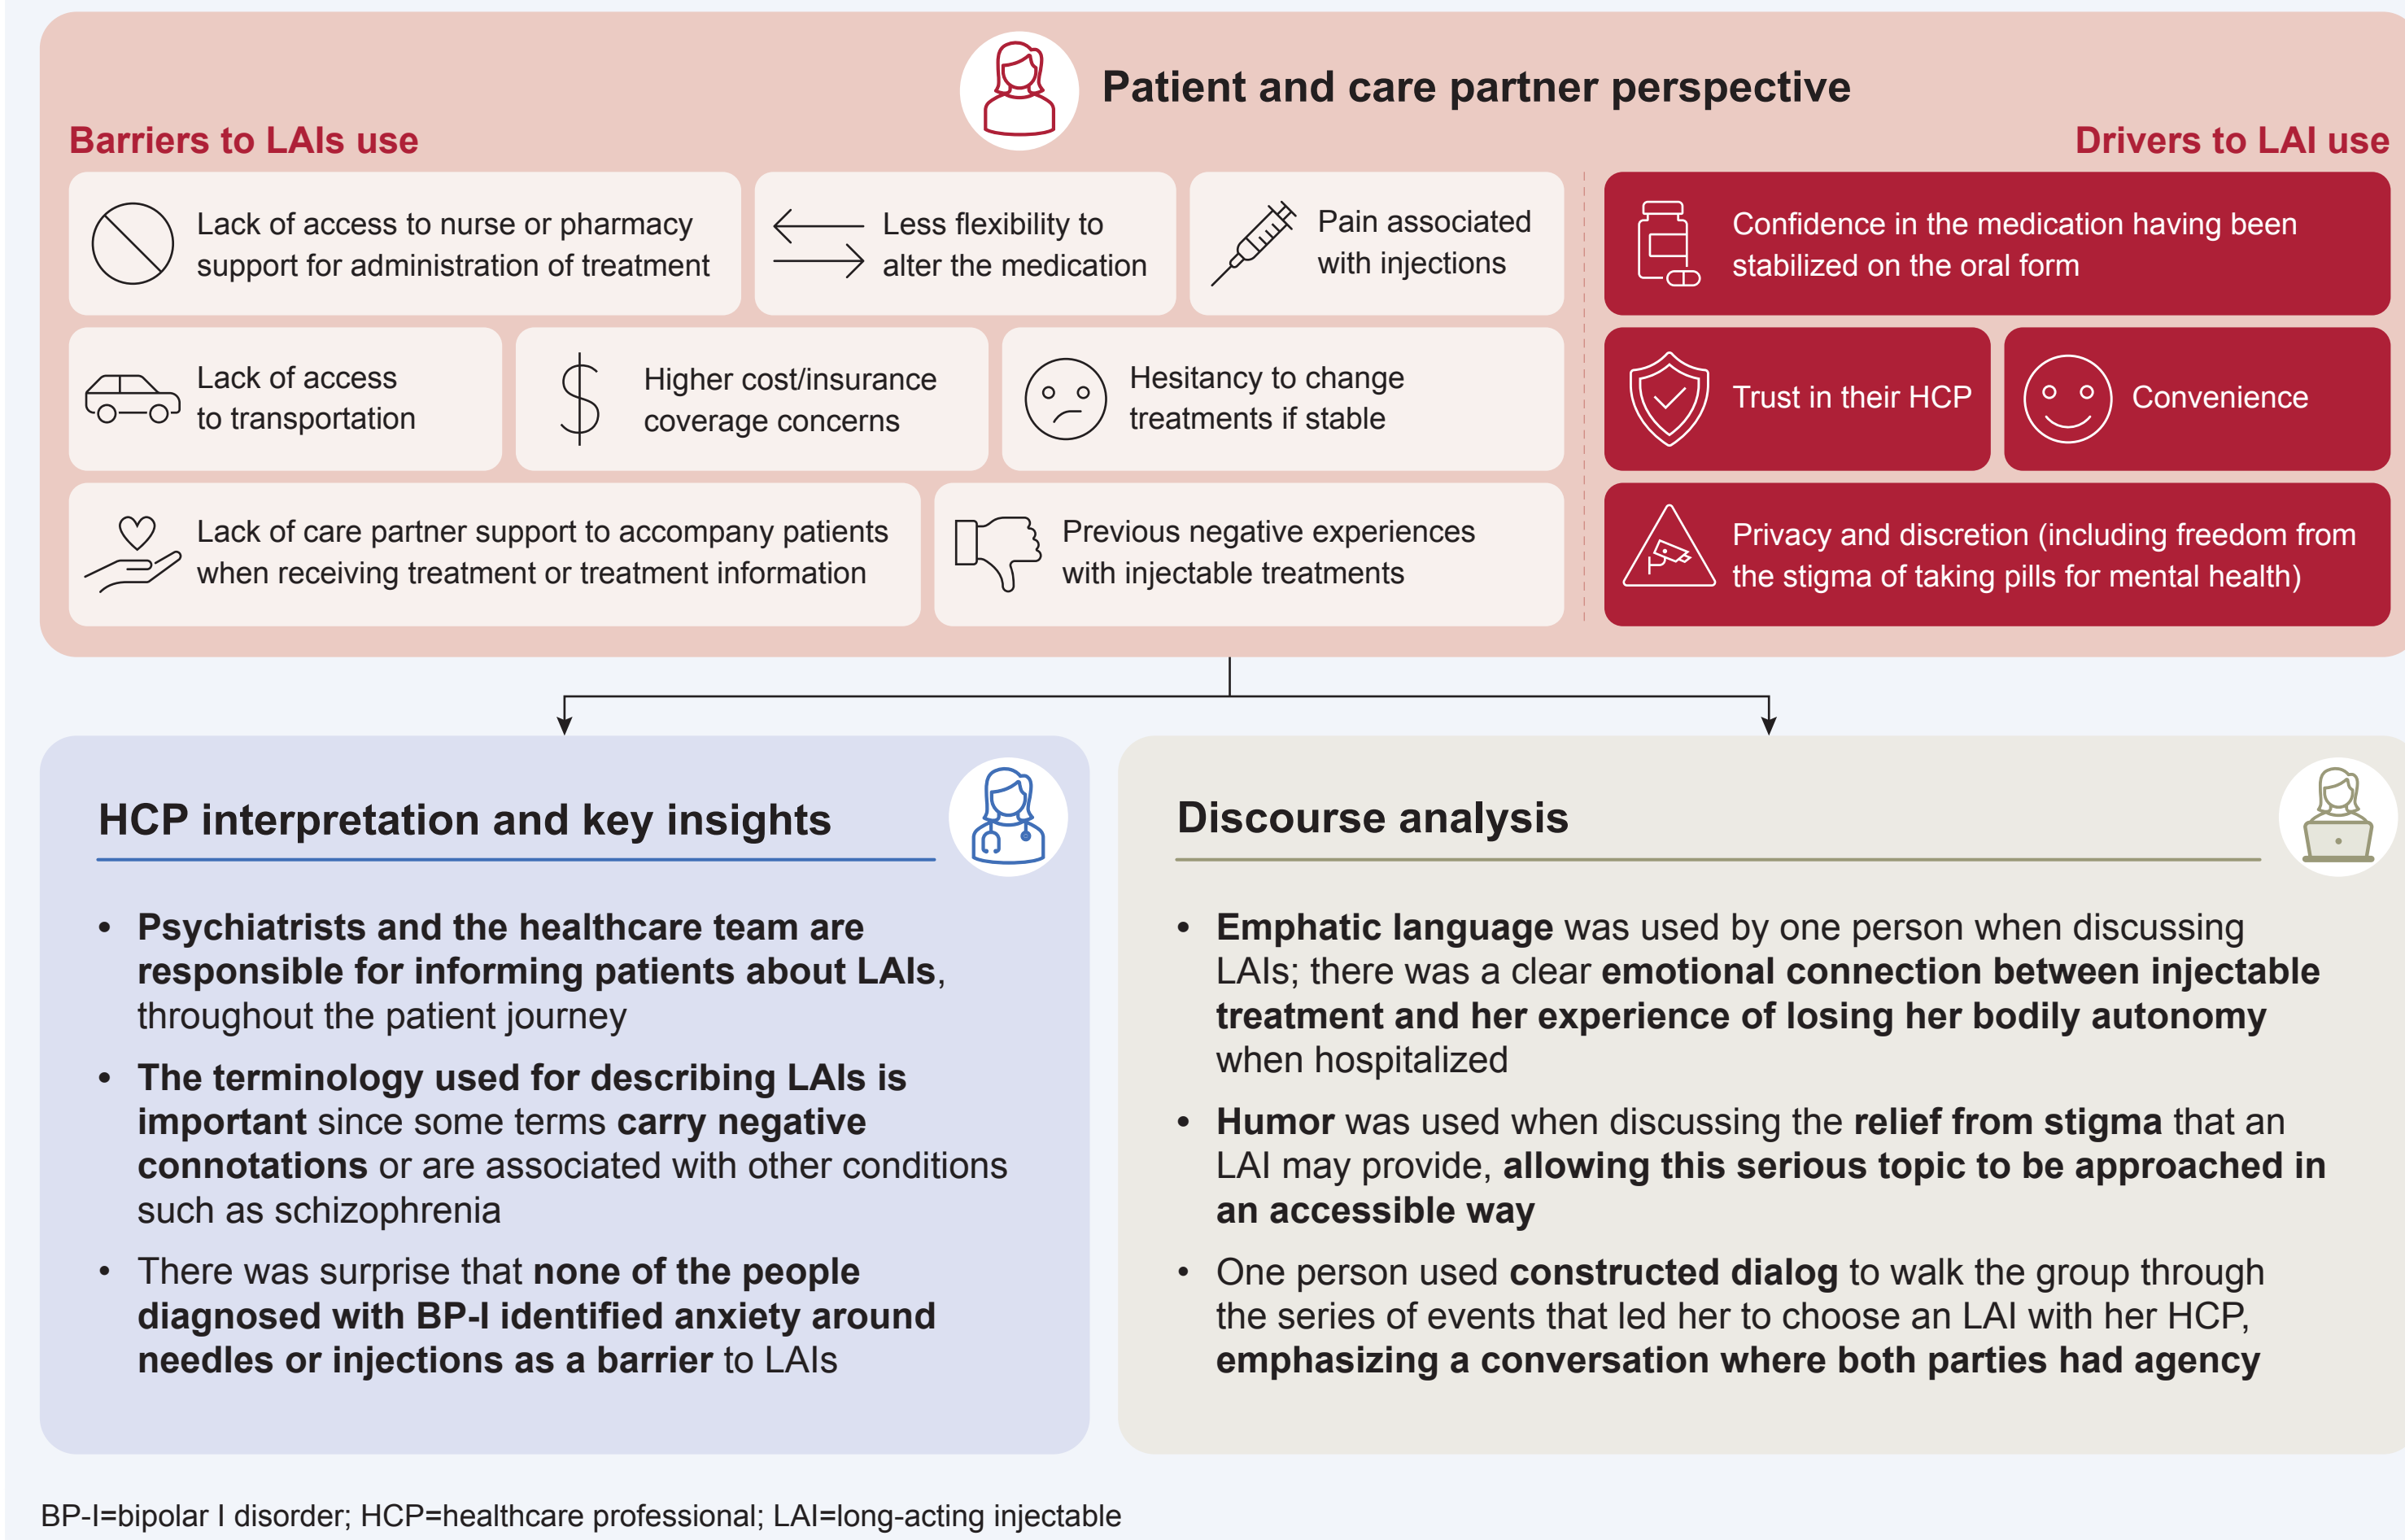 Patient and care partner perspective
Barriers to LAIs use
Lack of access to nurse or pharmacy
support for administration of treatment
Less flexibility to
alter the medication
Pain associated
with injections
Lack of access
to transportation
Higher cost/insurance
coverage concerns
Hesitancy to change
treatments if stable
Lack of care partner support to accompany patients
when receiving treatment or treatment information
Previous negative experiences
with injectable treatments
Drivers to LAI use
Confidence in the medication having been
stabilized on the oral form
Trust in their HCP
Convenience
Privacy and discretion (including freedom from
the stigma of taking pills for mental health)
HCP interpretation and key insights
• Psychiatrists and the healthcare team are
responsible for informing patients about LAIs,
throughout the patient journey
• The terminology used for describing LAIs is
important since some terms carry negative
connotations or are associated with other conditions
such as schizophrenia
• There was surprise that none of the people
diagnosed with BP-I identified anxiety around
needles or injections as a barrier to LAIs
Discourse analysis
• Emphatic language was used by one person when discussing
LAIs; there was a clear emotional connection between injectable
treatment and her experience of losing her bodily autonomy
when hospitalized
• Humor was used when discussing the relief from stigma that an
LAI may provide, allowing this serious topic to be approached in
an accessible way
• One person used constructed dialog to walk the group through
the series of events that led her to choose an LAI with her HCP,
emphasizing a conversation where both parties had agency
BP-I=bipolar I disorder; HCP=healthcare professional; LAI=long-acting injectable